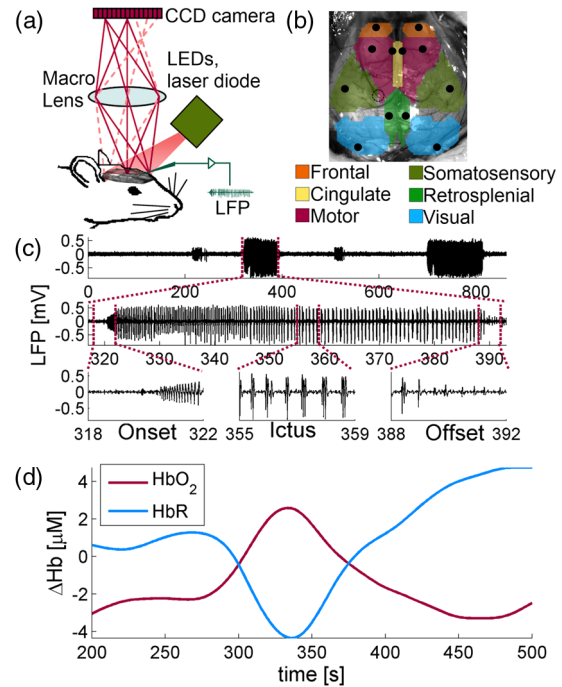 (a)
CCD camera
LEDs,
laser diode
Macro
Lens
LFP
(b)
Frontal
Somatosensory
Cingulate
Retrosplenial
Motor
Visual
(c)
LFP [mV]
0.5
0
-0.5
0 200 400 600 800
0.5
0
-0.5
320 330 340 350 360 370 380 390
0.5
0
-0.5
318 Onset 322 355 Ictus 359 388 Offset 392
(d)
HbO2
HbR
ΔHb [μM]
4
2
0
-2
-4
200 250 300 350 400 450 500
time [s]